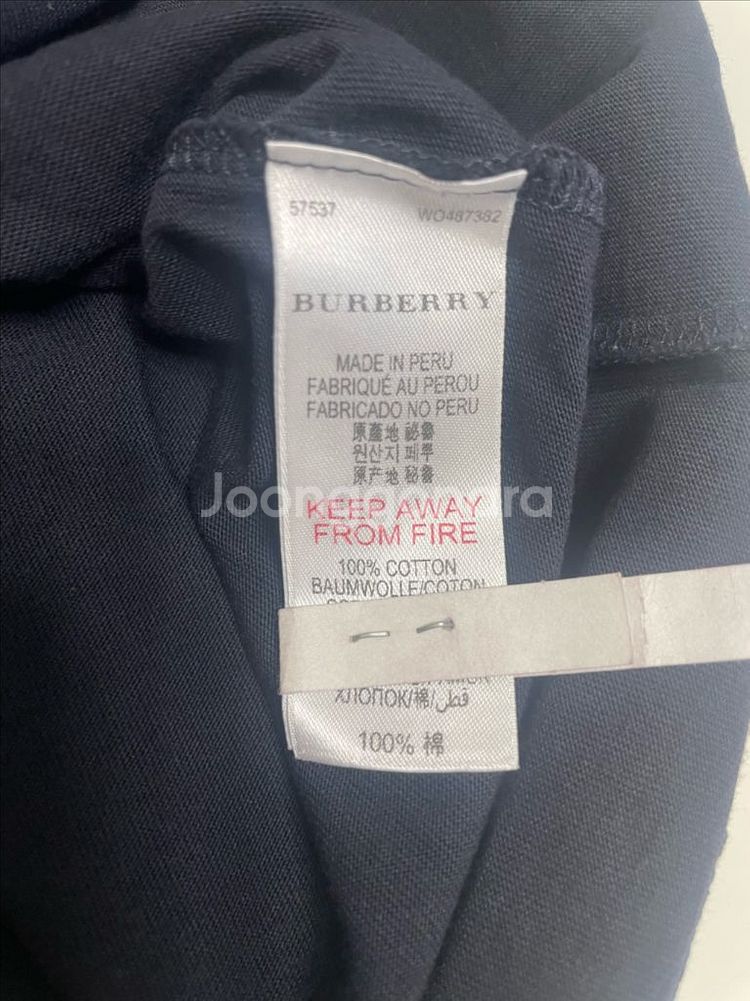 57537 WO487382
BURBERRY
MADE IN PERU
FABRIQUÉ AU PEROU
FABRICADO NO PERU
原產地 祕魯
원산지 페루
原产地 秘鲁
KEEP AWAY
FROM FIRE
100% COTTON
BAUMWOLLE/COTON
ХЛОПОК/棉/قطن
100% 棉